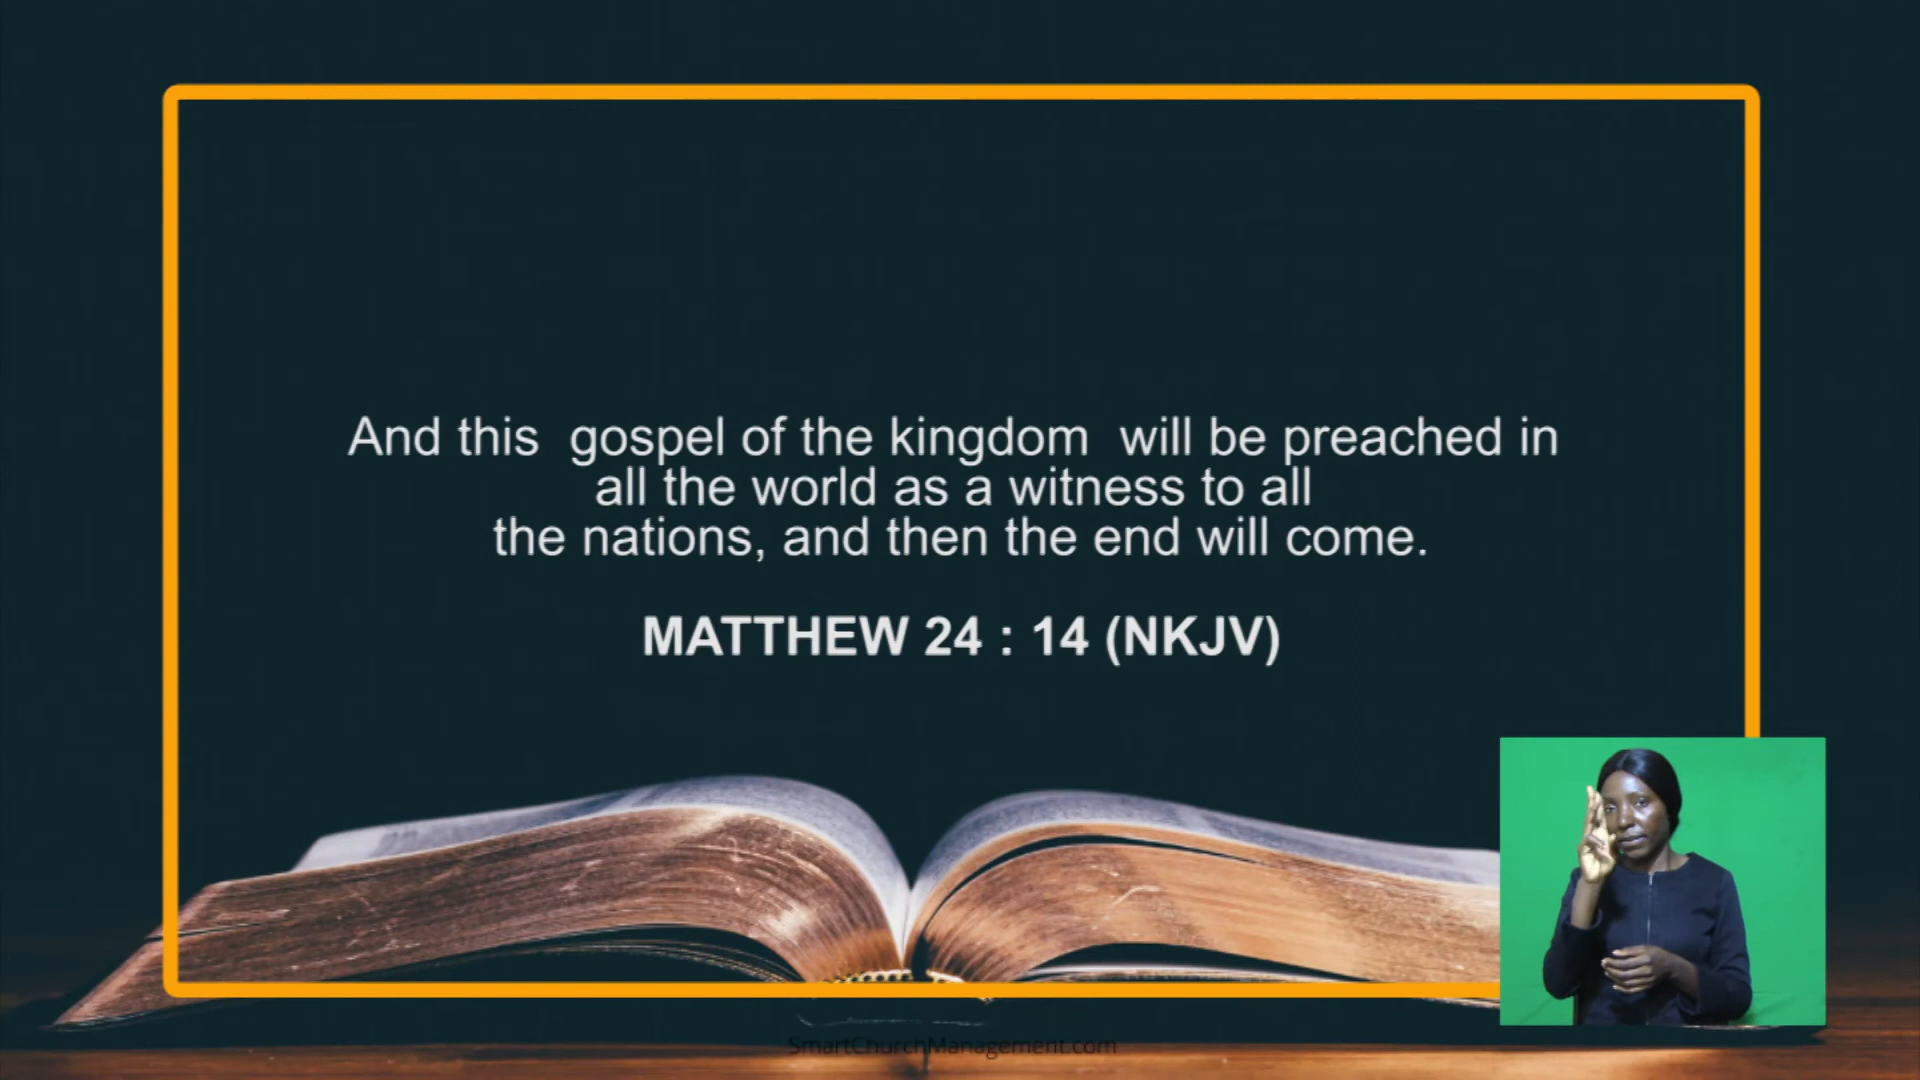 And this  gospel of the kingdom  will be preached in
all the world as a witness to all
the nations, and then the end will come.
MATTHEW 24 : 14 (NKJV)
SmartChurchManagement.com